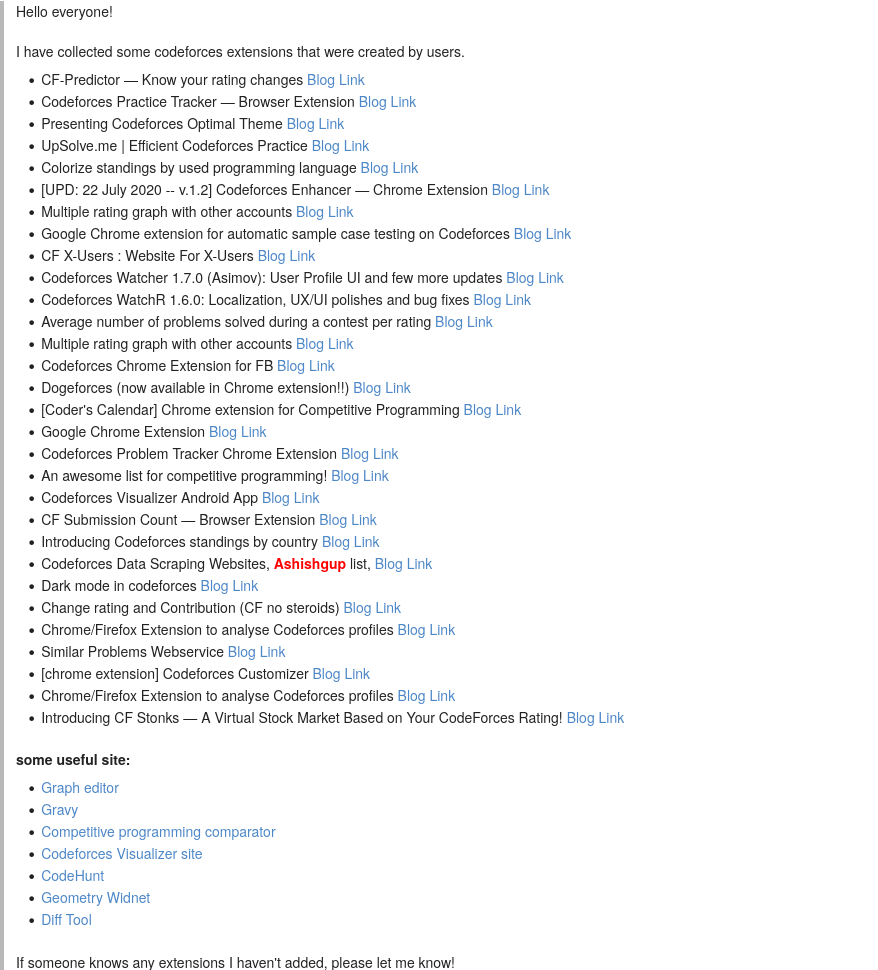 Hello everyone!
I have collected some codeforces extensions that were created by users.
• CF-Predictor — Know your rating changes Blog Link
• Codeforces Practice Tracker — Browser Extension Blog Link
• Presenting Codeforces Optimal Theme Blog Link
• UpSolve.me | Efficient Codeforces Practice Blog Link
• Colorize standings by used programming language Blog Link
• [UPD: 22 July 2020 -- v.1.2] Codeforces Enhancer — Chrome Extension Blog Link
• Multiple rating graph with other accounts Blog Link
• Google Chrome extension for automatic sample case testing on Codeforces Blog Link
• CF X-Users : Website For X-Users Blog Link
• Codeforces Watcher 1.7.0 (Asimov): User Profile UI and few more updates Blog Link
• Codeforces WatchR 1.6.0: Localization, UX/UI polishes and bug fixes Blog Link
• Average number of problems solved during a contest per rating Blog Link
• Multiple rating graph with other accounts Blog Link
• Codeforces Chrome Extension for FB Blog Link
• Dogeforces (now available in Chrome extension!!) Blog Link
• [Coder's Calendar] Chrome extension for Competitive Programming Blog Link
• Google Chrome Extension Blog Link
• Codeforces Problem Tracker Chrome Extension Blog Link
• An awesome list for competitive programming! Blog Link
• Codeforces Visualizer Android App Blog Link
• CF Submission Count — Browser Extension Blog Link
• Introducing Codeforces standings by country Blog Link
• Codeforces Data Scraping Websites, Ashishgup list, Blog Link
• Dark mode in codeforces Blog Link
• Change rating and Contribution (CF no steroids) Blog Link
• Chrome/Firefox Extension to analyse Codeforces profiles Blog Link
• Similar Problems Webservice Blog Link
• [chrome extension] Codeforces Customizer Blog Link
• Chrome/Firefox Extension to analyse Codeforces profiles Blog Link
• Introducing CF Stonks — A Virtual Stock Market Based on Your CodeForces Rating! Blog Link
some useful site:
• Graph editor
• Gravy
• Competitive programming comparator
• Codeforces Visualizer site
• CodeHunt
• Geometry Widnet
• Diff Tool
If someone knows any extensions I haven't added, please let me know!